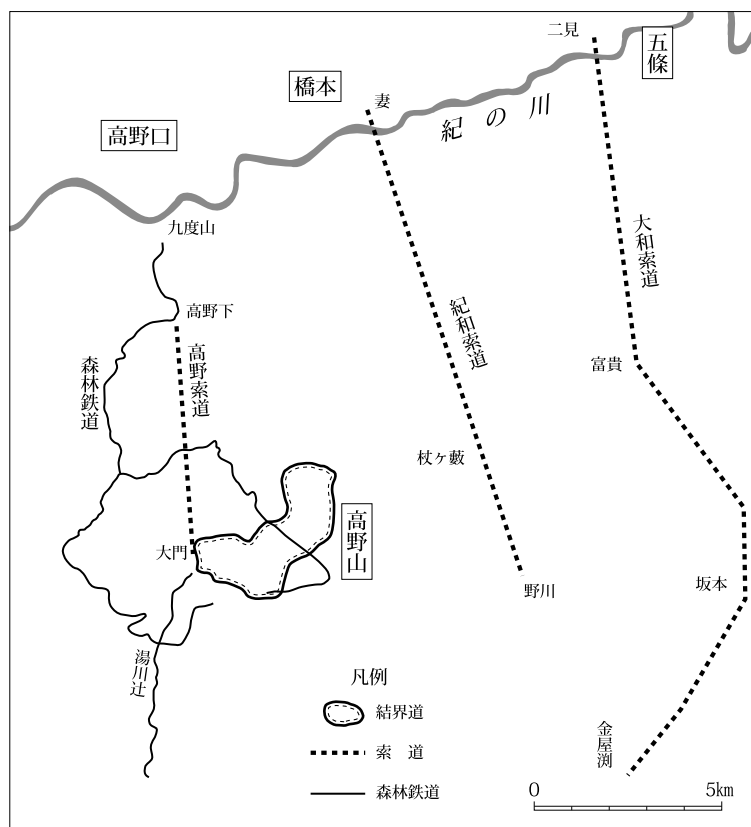 二見
五條
橋本
妻
紀の川
高野口
九度山
大和索道
高野下
紀和索道
高野索道
森林鉄道
富貴
杖ヶ藪
高野山
大門
坂本
野川
湯川辻
凡例
結界道
索 道
森林鉄道
金屋渕
0 5km